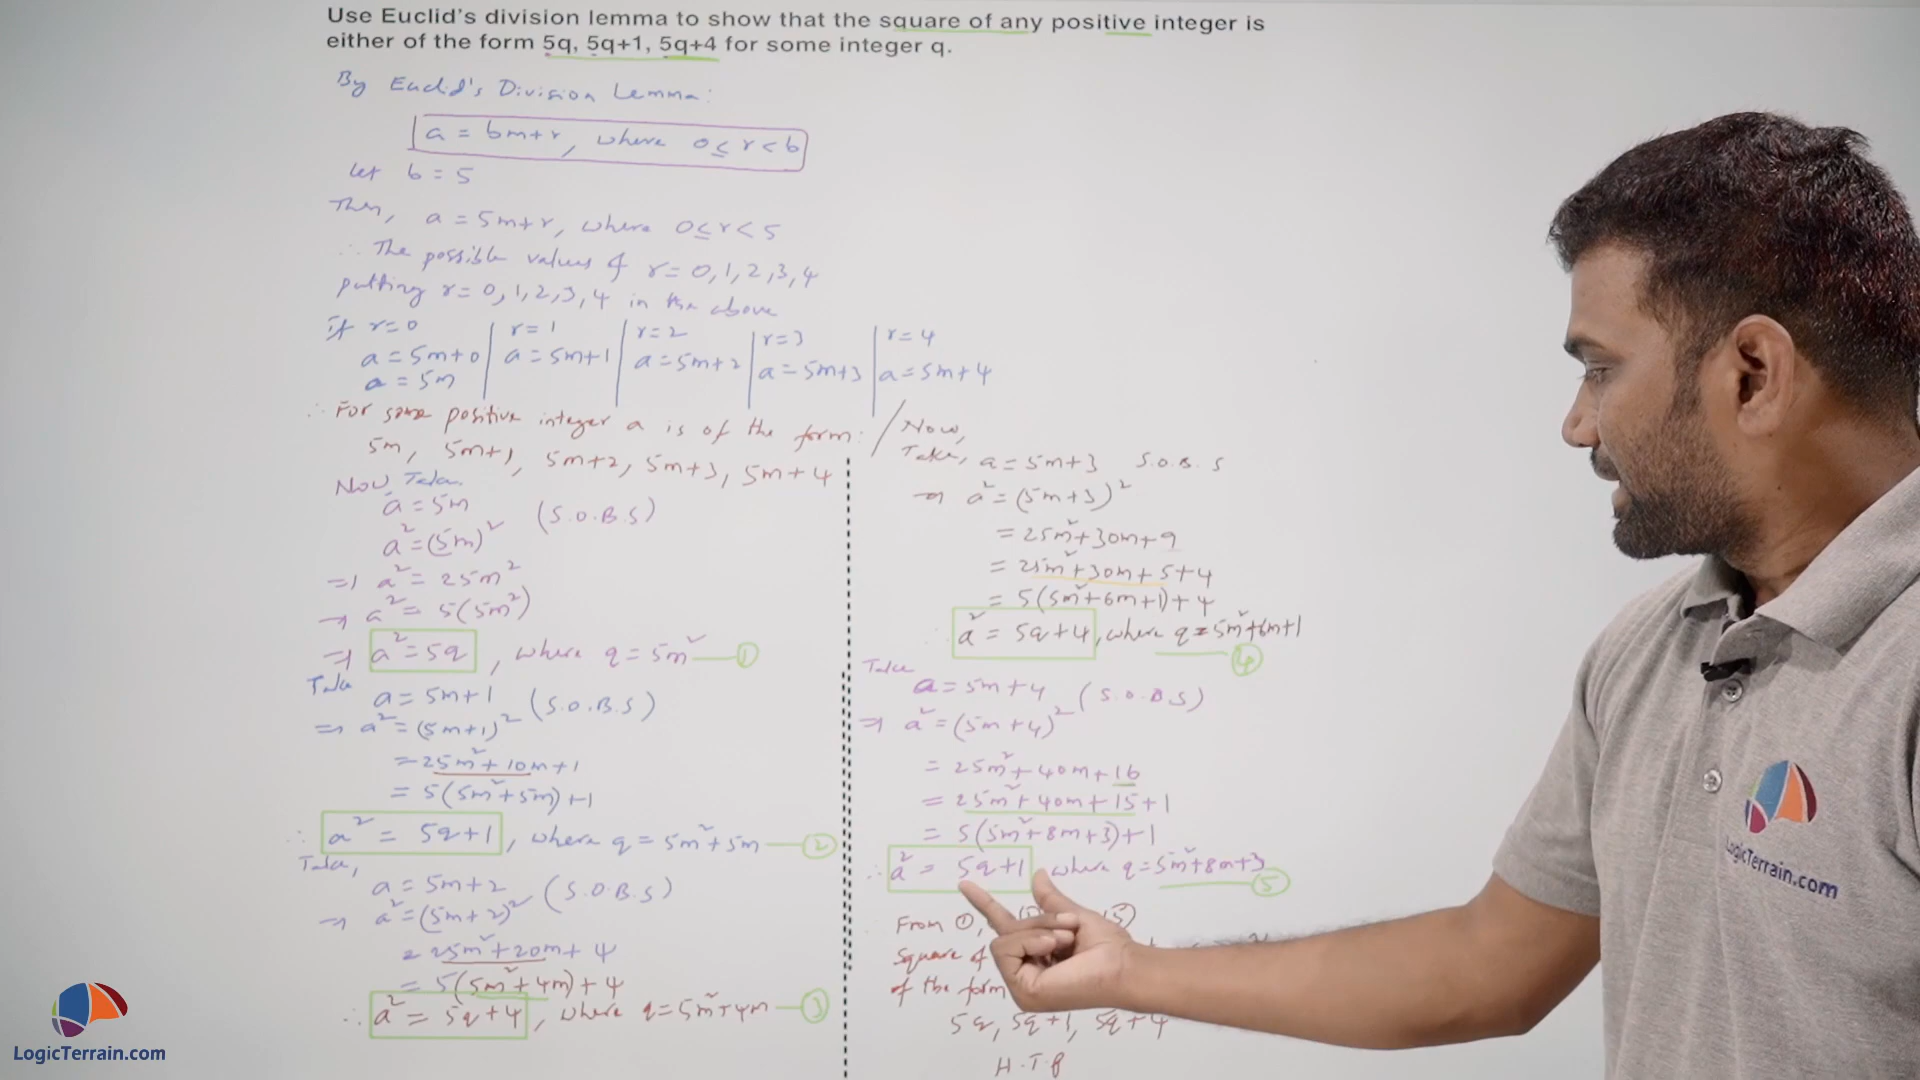 Use Euclid's division lemma to show that the square of any positive integer is
either of the form 5q, 5q+1, 5q+4 for some integer q.
By Euclid's Division Lemma:
a = bm+r, where 0≤r<b
Let b = 5
Then, a = 5m+r, where 0≤r<5
∴ The possible values of r = 0,1,2,3,4
putting r = 0,1,2,3,4 in the above
if r=0
a = 5m+0
a = 5m
r = 1
a = 5m+1
r = 2
a = 5m+2
r = 3
a = 5m+3
r = 4
a = 5m+4
∴ For some positive integer a is of the form:
5m, 5m+1, 5m+2, 5m+3, 5m+4
Now, Take.
a = 5m
a² = (5m)² (S.O.B.S)
⇒ a² = 25m²
⇒ a² = 5(5m²)
⇒ a² = 5q, where q = 5m² — ①
Take
a = 5m+1 (S.O.B.S)
⇒ a² = (5m+1)²
= 25m²+10m+1
= 5(5m²+5m)+1
∴ a² = 5q+1, where q = 5m²+5m — ②
Take,
a = 5m+2 (S.O.B.S)
⇒ a² = (5m+2)²
= 25m²+20m+4
= 5(5m²+4m)+4
∴ a² = 5q+4, where q = 5m²+4m — ③
Now,
Take, a = 5m+3 S.O.B.S
⇒ a² = (5m+3)²
= 25m²+30m+9
= 25m²+30m+5+4
= 5(5m²+6m+1)+4
∴ a² = 5q+4, where q = 5m²+6m+1
④
Take
a = 5m+4 (S.O.B.S)
⇒ a² = (5m+4)²
= 25m²+40m+16
= 25m²+40m+15+1
= 5(5m²+8m+3)+1
∴ a² = 5q+1 where q = 5m²+8m+3
⑤
From ①,
Square of
of the form
5q, 5q+1, 5q+4
H.T.P
LogicTerrain.com
LogicTerrain.com